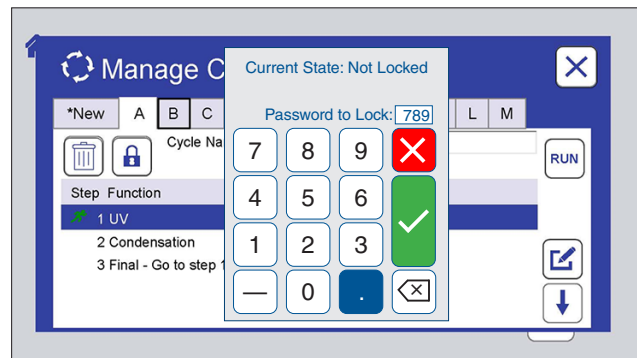 Manage C
*New A B C L M
Cycle Na
RUN
Step Function
1 UV
2 Condensation
3 Final - Go to step 1
Current State: Not Locked
Password to Lock: 789
7 8 9
4 5 6
1 2 3
— 0 .